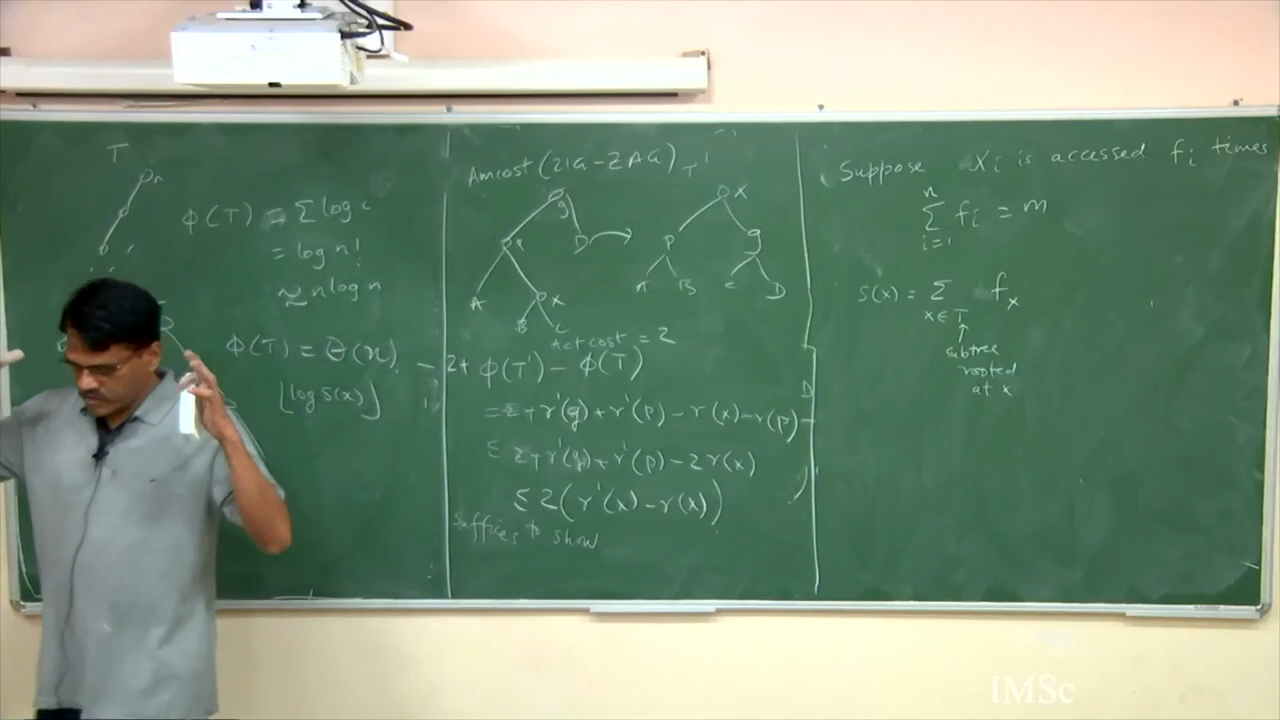 T
n
Φ(T) = Σ log i
= log n!
≈ n log n
Φ(T) = Θ(n)
⌊log s(x)⌋
Amcost (ZIG - ZAG)
T'
g
D
A
x
B
C
x
p
g
A
B
C
D
Act cost = 2
2 + Φ(T') - Φ(T)
= 2 + r'(g) + r'(p) - r(x) - r(p)
≤ 2 + r'(g) + r'(p) - 2r(x)
≤ 2(r'(x) - r(x))
Suffices to show
Suppose Xi is accessed fi times
n
Σ fi = m
i=1
s(x) = Σ fx
x∈T
subtree
rooted
at x
IMSc